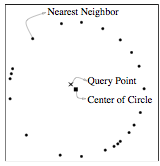 Nearest Neighbor
Query Point
Center of Circle